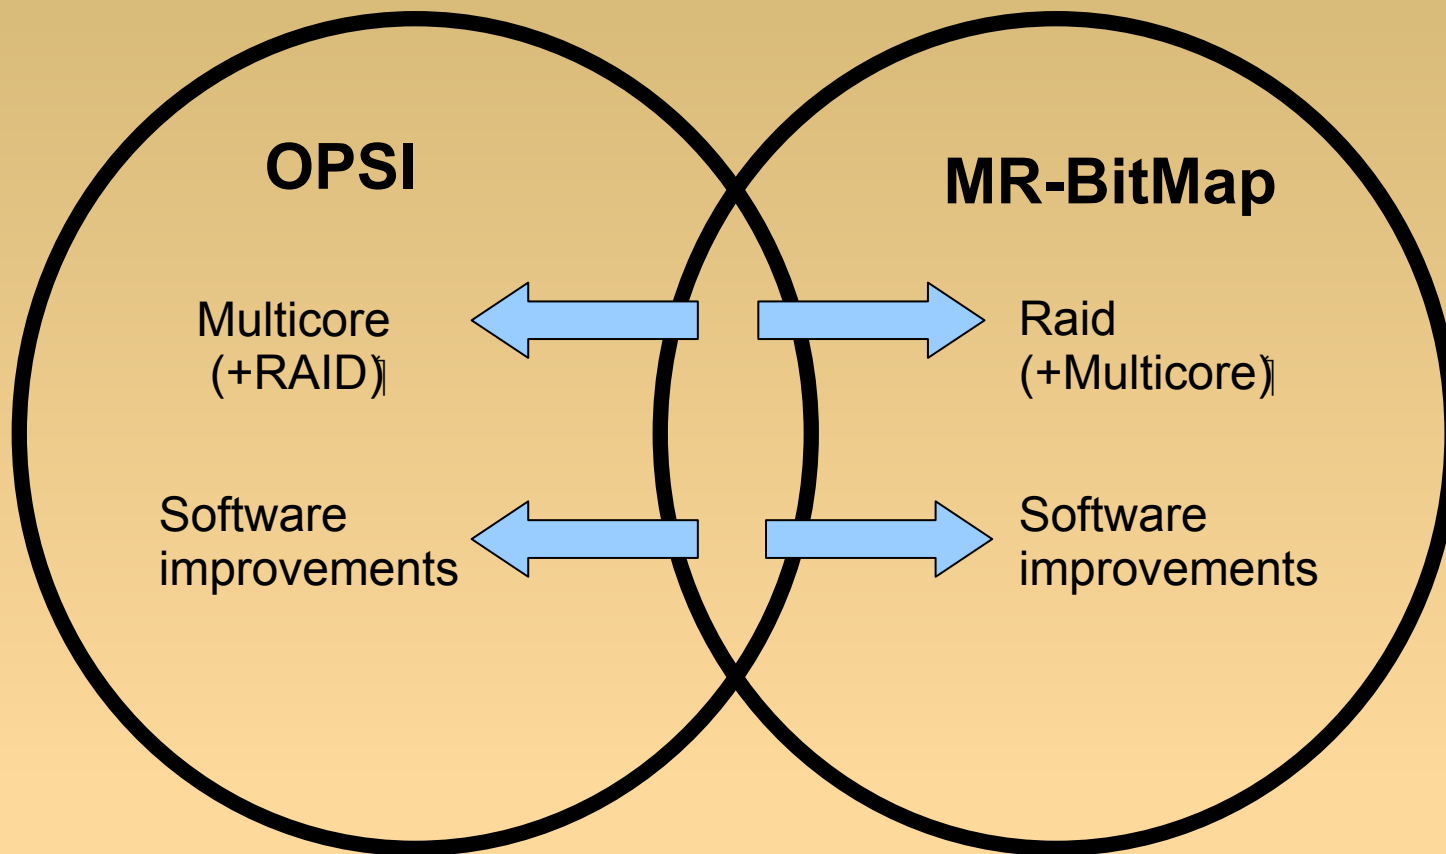 OPSI
Multicore
(+RAID)
Software
improvements
MR-BitMap
Raid
(+Multicore)
Software
improvements